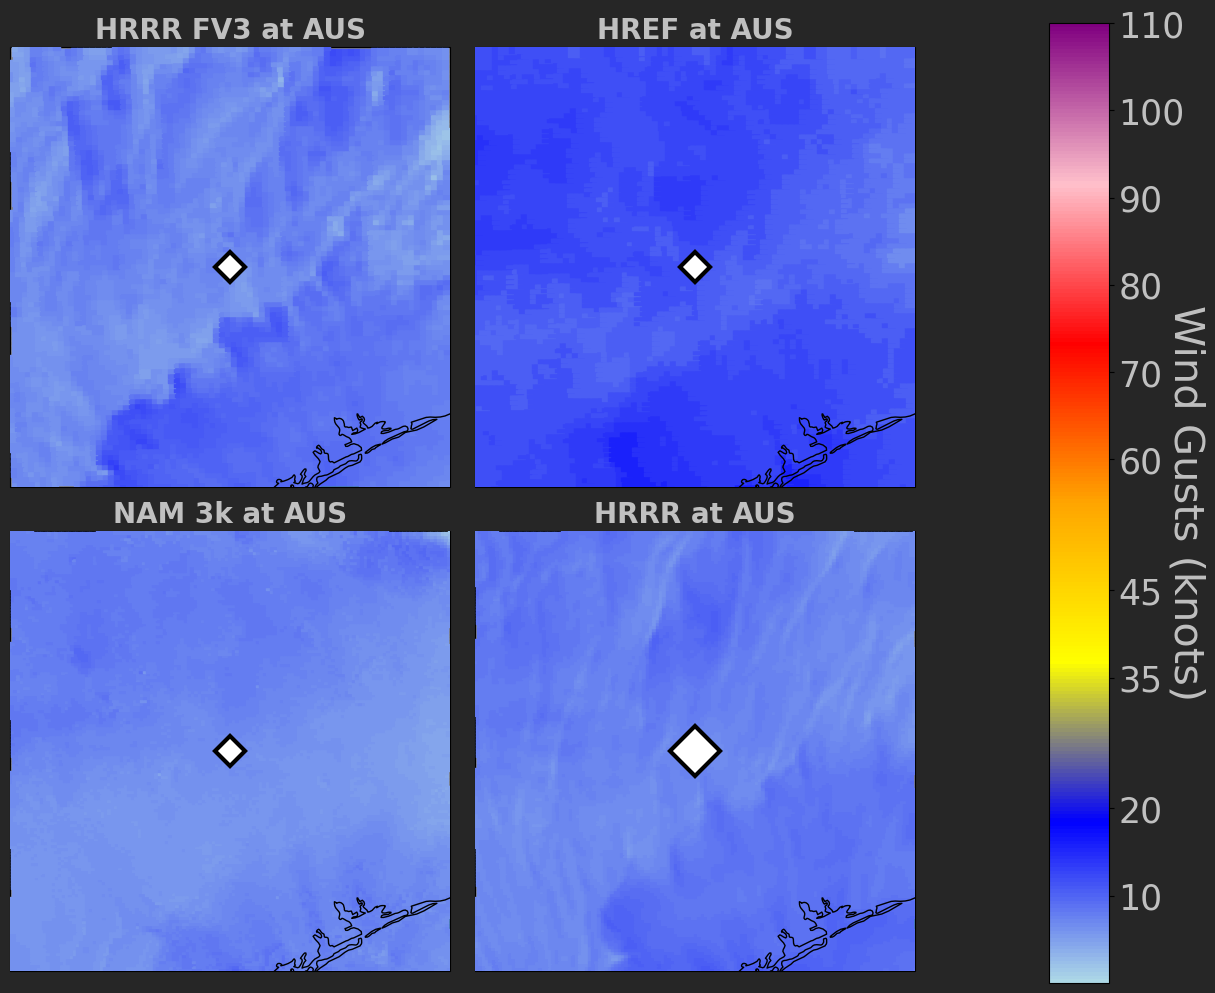 HRRR FV3 at AUS
HREF at AUS
NAM 3k at AUS
HRRR at AUS
110
100
90
80
70
60
45
35
20
10
Wind Gusts (knots)